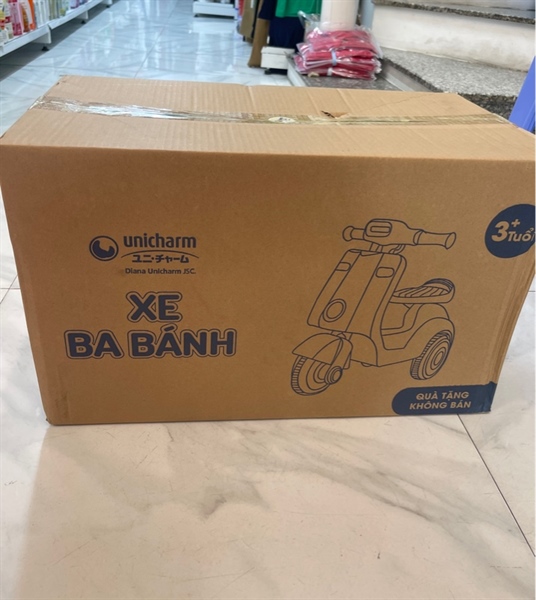 unicharm
ユニ・チャーム
Diana Unicharm JSC.
XE
BA BÁNH
3+
Tuổi
QUÀ TẶNG
KHÔNG BÁN